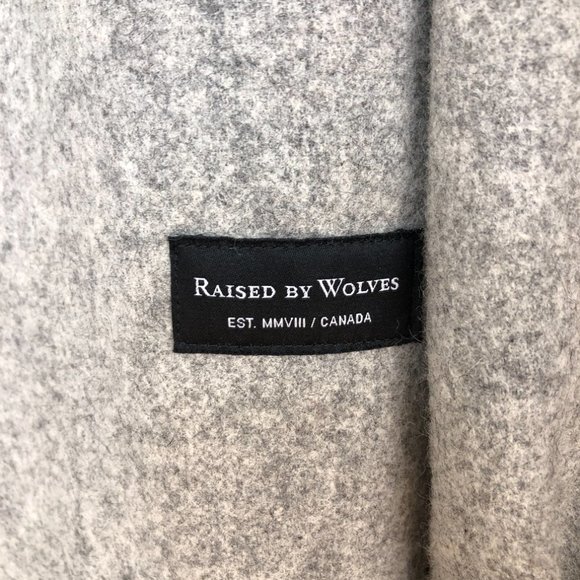 Raised by Wolves
EST. MMVIII / CANADA